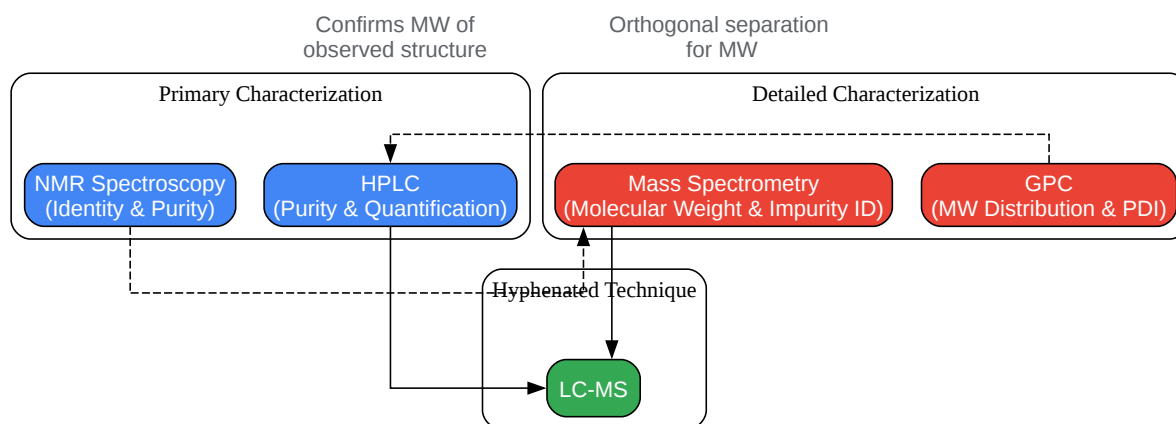 Confirms MW of
observed structure
Orthogonal separation
for MW
Primary Characterization
Detailed Characterization
NMR Spectroscopy
(Identity & Purity)
HPLC
(Purity & Quantification)
Mass Spectrometry
(Molecular Weight & Impurity ID)
GPC
(MW Distribution & PDI)
Hyphenated Technique
LC-MS